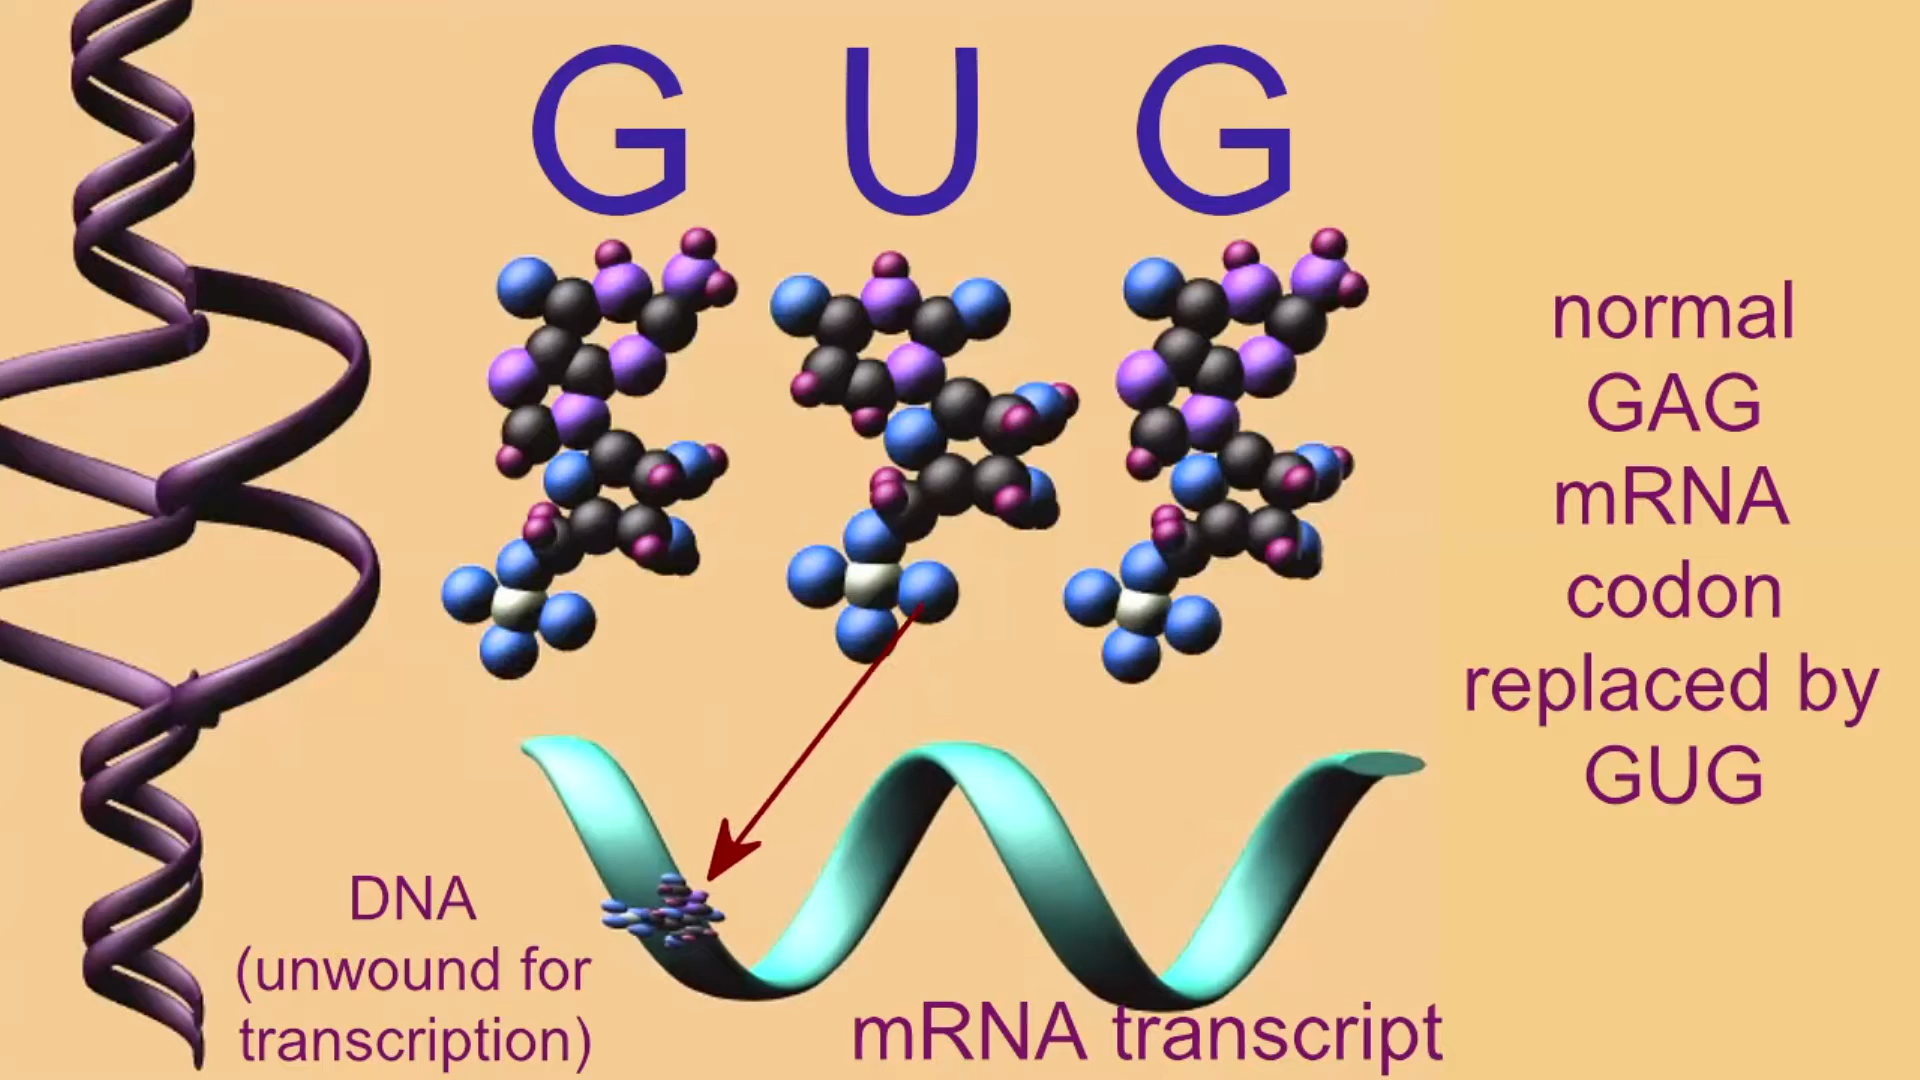 G U G
normal
GAG
mRNA
codon
replaced by
GUG
DNA
(unwound for
transcription)
mRNA transcript